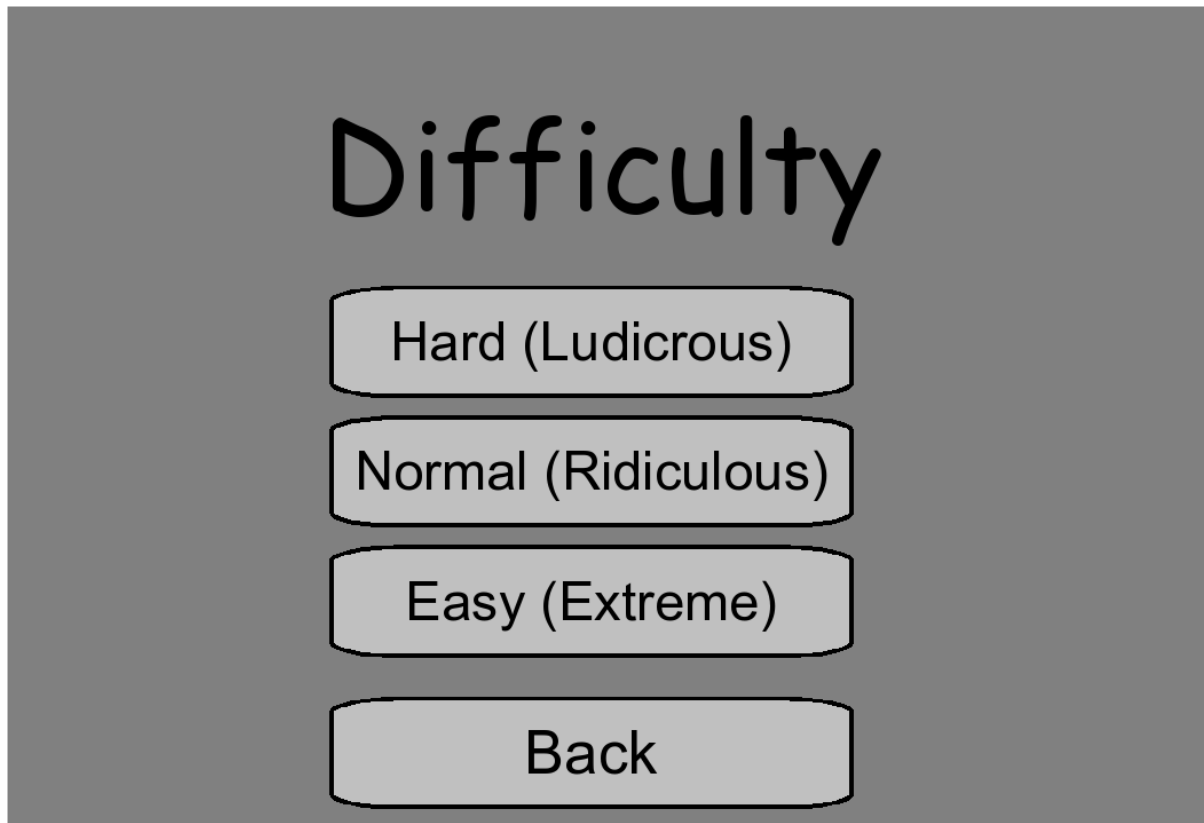 Difficulty
Hard (Ludicrous)
Normal (Ridiculous)
Easy (Extreme)
Back